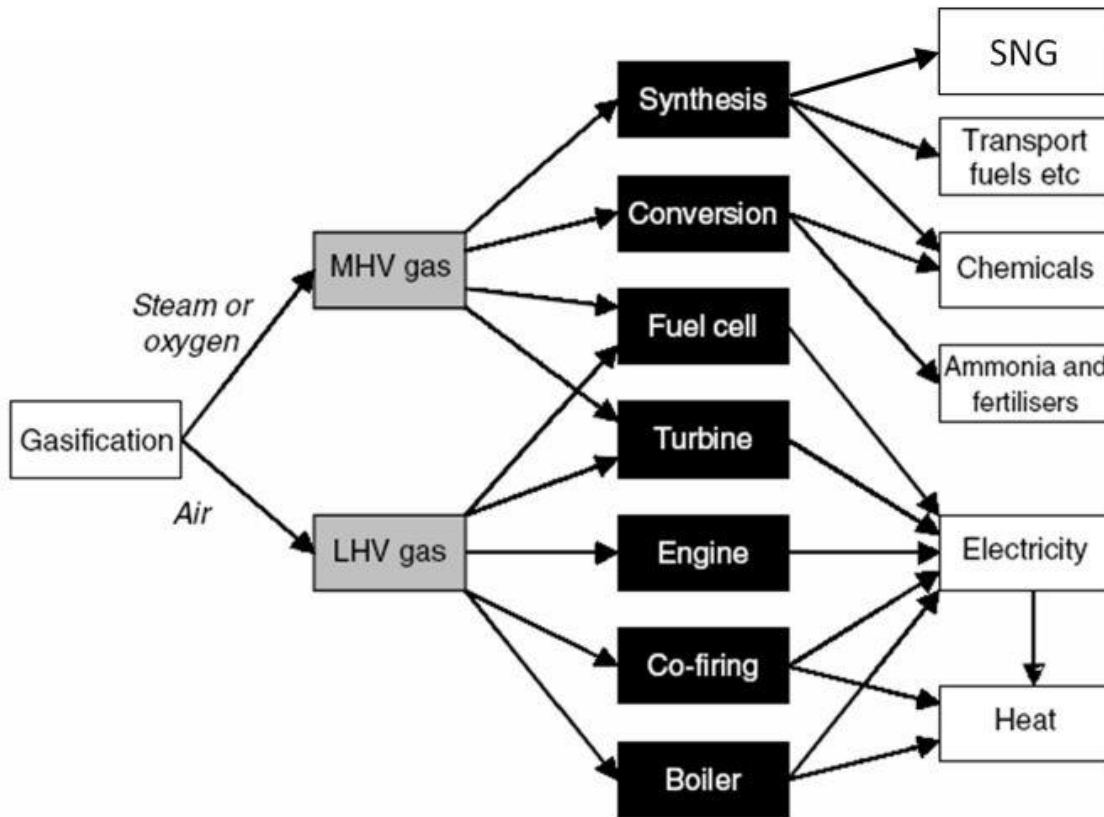 Gasification
Steam or
oxygen
Air
MHV gas
LHV gas
Synthesis
Conversion
Fuel cell
Turbine
Engine
Co-firing
Boiler
SNG
Transport
fuels etc
Chemicals
Ammonia and
fertilisers
Electricity
Heat